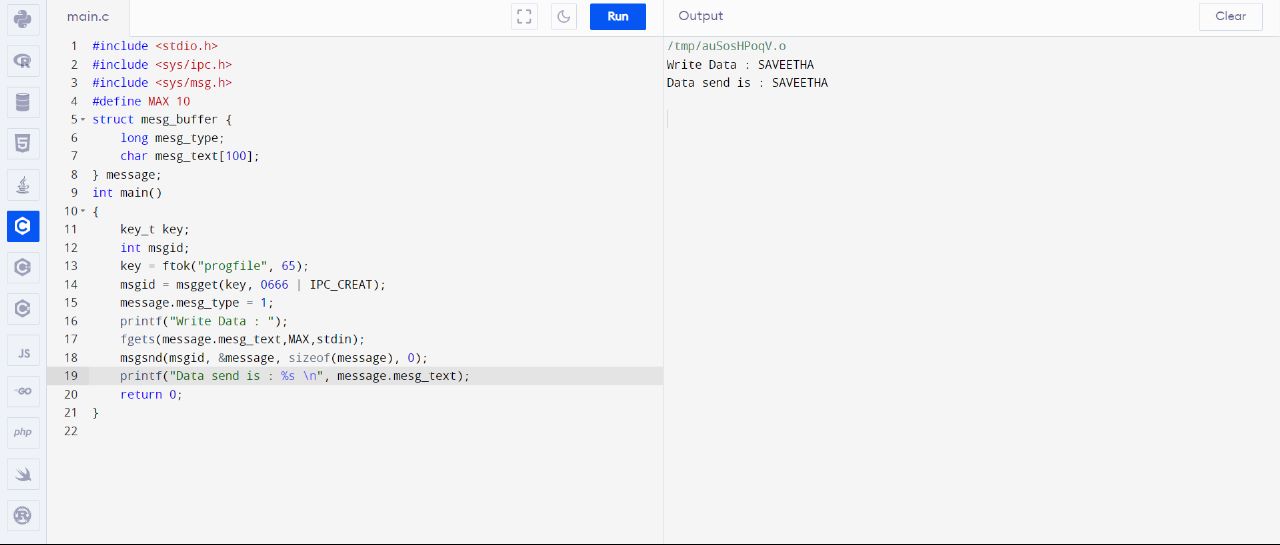 main.c
Run
Output
Clear
1 #include <stdio.h>
2 #include <sys/ipc.h>
3 #include <sys/msg.h>
4 #define MAX 10
5 struct mesg_buffer {
6 long mesg_type;
7 char mesg_text[100];
8 } message;
9 int main()
10 {
11 key_t key;
12 int msgid;
13 key = ftok("progfile", 65);
14 msgid = msgget(key, 0666 | IPC_CREAT);
15 message.mesg_type = 1;
16 printf("Write Data : ");
17 fgets(message.mesg_text,MAX,stdin);
18 msgsnd(msgid, &message, sizeof(message), 0);
19 printf("Data send is : %s \n", message.mesg_text);
20 return 0;
21 }
22
/tmp/auSosHPoqV.o
Write Data : SAVEETHA
Data send is : SAVEETHA
JS
GO
php